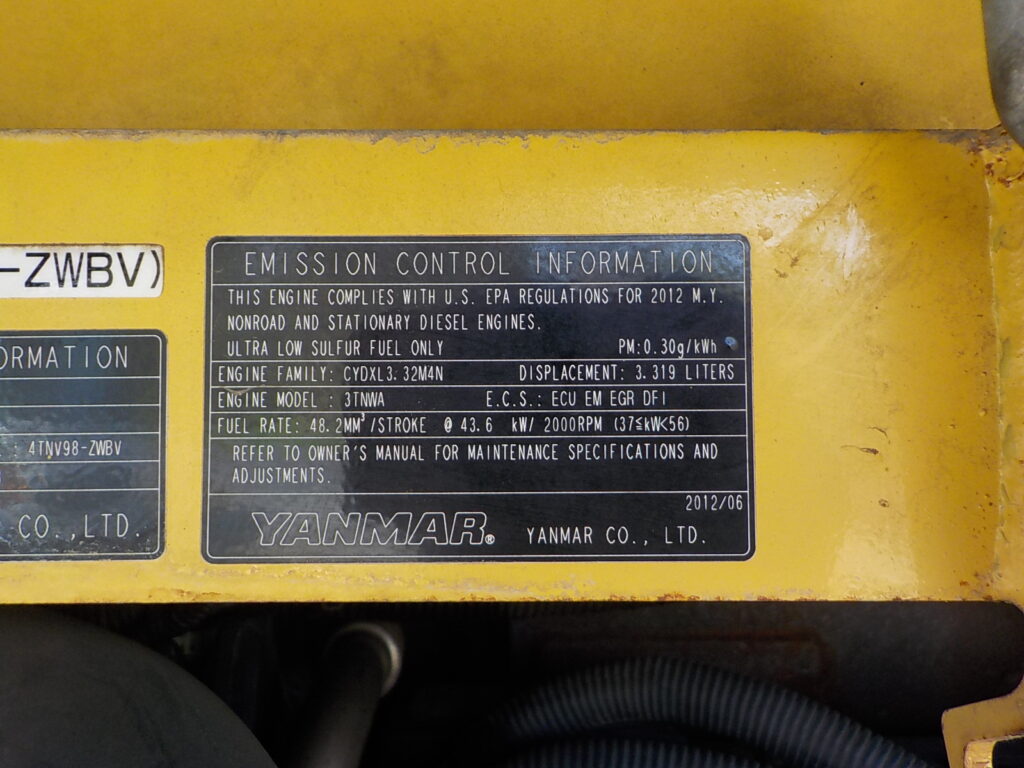 -ZWBV)
ORMATION
: 4TNV98-ZWBV
CO.,LTD.
EMISSION CONTROL INFORMATION
THIS ENGINE COMPLIES WITH U.S. EPA REGULATIONS FOR 2012 M.Y.
NONROAD AND STATIONARY DIESEL ENGINES.
ULTRA LOW SULFUR FUEL ONLY PM:0.30g/kWh
ENGINE FAMILY: CYDXL3.32M4N DISPLACEMENT: 3.319 LITERS
ENGINE MODEL : 3TNWA E.C.S.: ECU EM EGR DFI
FUEL RATE: 48.2MM³/STROKE @ 43.6 kW/ 2000RPM (37≦kW<56)
REFER TO OWNER'S MANUAL FOR MAINTENANCE SPECIFICATIONS AND
ADJUSTMENTS.
2012/06
YANMAR® YANMAR CO., LTD.